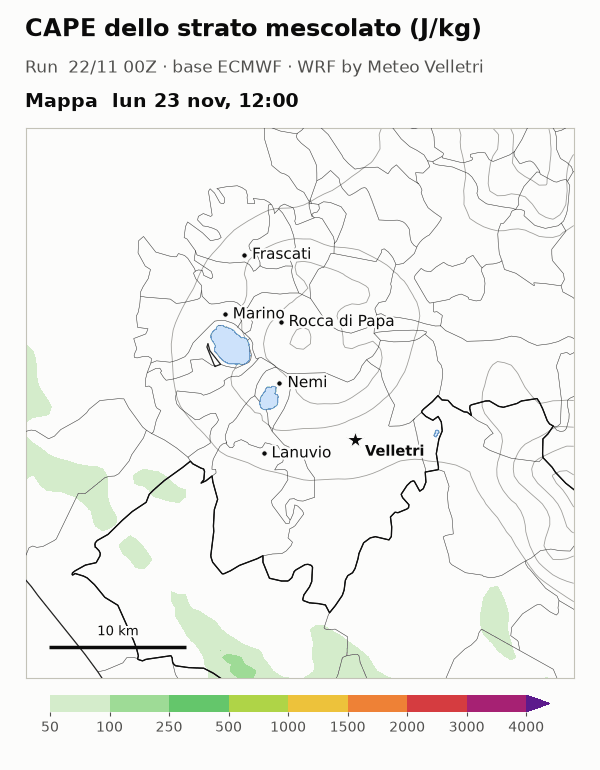 CAPE dello strato mescolato (J/kg)
Run  22/11 00Z · base ECMWF · WRF by Meteo Velletri
Mappa  lun 23 nov, 12:00
Frascati
Marino
Rocca di Papa
Nemi
Velletri
Lanuvio
10 km
50 100 250 500 1000 1500 2000 3000 4000